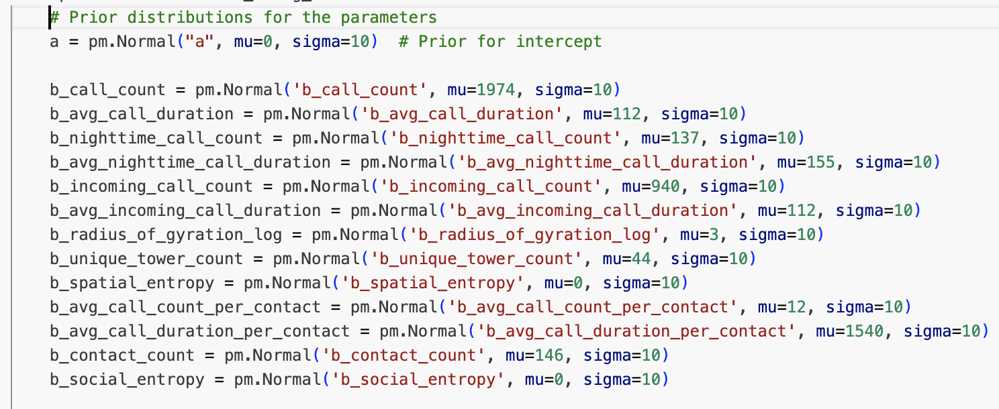 # Prior distributions for the parameters
a = pm.Normal("a", mu=0, sigma=10)  # Prior for intercept
b_call_count = pm.Normal('b_call_count', mu=1974, sigma=10)
b_avg_call_duration = pm.Normal('b_avg_call_duration', mu=112, sigma=10)
b_nighttime_call_count = pm.Normal('b_nighttime_call_count', mu=137, sigma=10)
b_avg_nighttime_call_duration = pm.Normal('b_avg_nighttime_call_duration', mu=155, sigma=10)
b_incoming_call_count = pm.Normal('b_incoming_call_count', mu=940, sigma=10)
b_avg_incoming_call_duration = pm.Normal('b_avg_incoming_call_duration', mu=112, sigma=10)
b_radius_of_gyration_log = pm.Normal('b_radius_of_gyration_log', mu=3, sigma=10)
b_unique_tower_count = pm.Normal('b_unique_tower_count', mu=44, sigma=10)
b_spatial_entropy = pm.Normal('b_spatial_entropy', mu=0, sigma=10)
b_avg_call_count_per_contact = pm.Normal('b_avg_call_count_per_contact', mu=12, sigma=10)
b_avg_call_duration_per_contact = pm.Normal('b_avg_call_duration_per_contact', mu=1540, sigma=10)
b_contact_count = pm.Normal('b_contact_count', mu=146, sigma=10)
b_social_entropy = pm.Normal('b_social_entropy', mu=0, sigma=10)